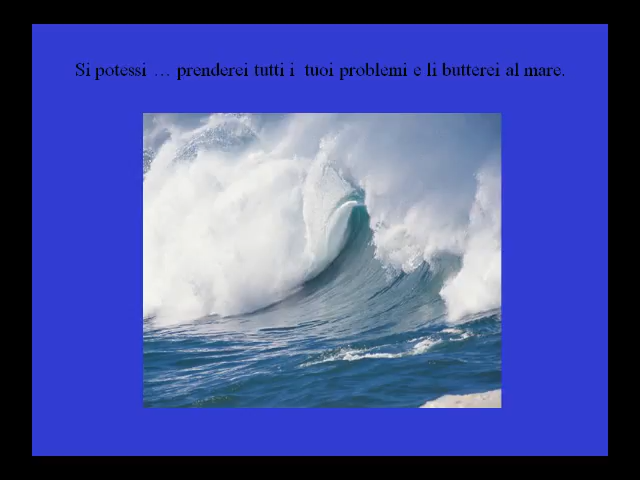 Si potessi … prenderei tutti i tuoi problemi e li butterei al mare.